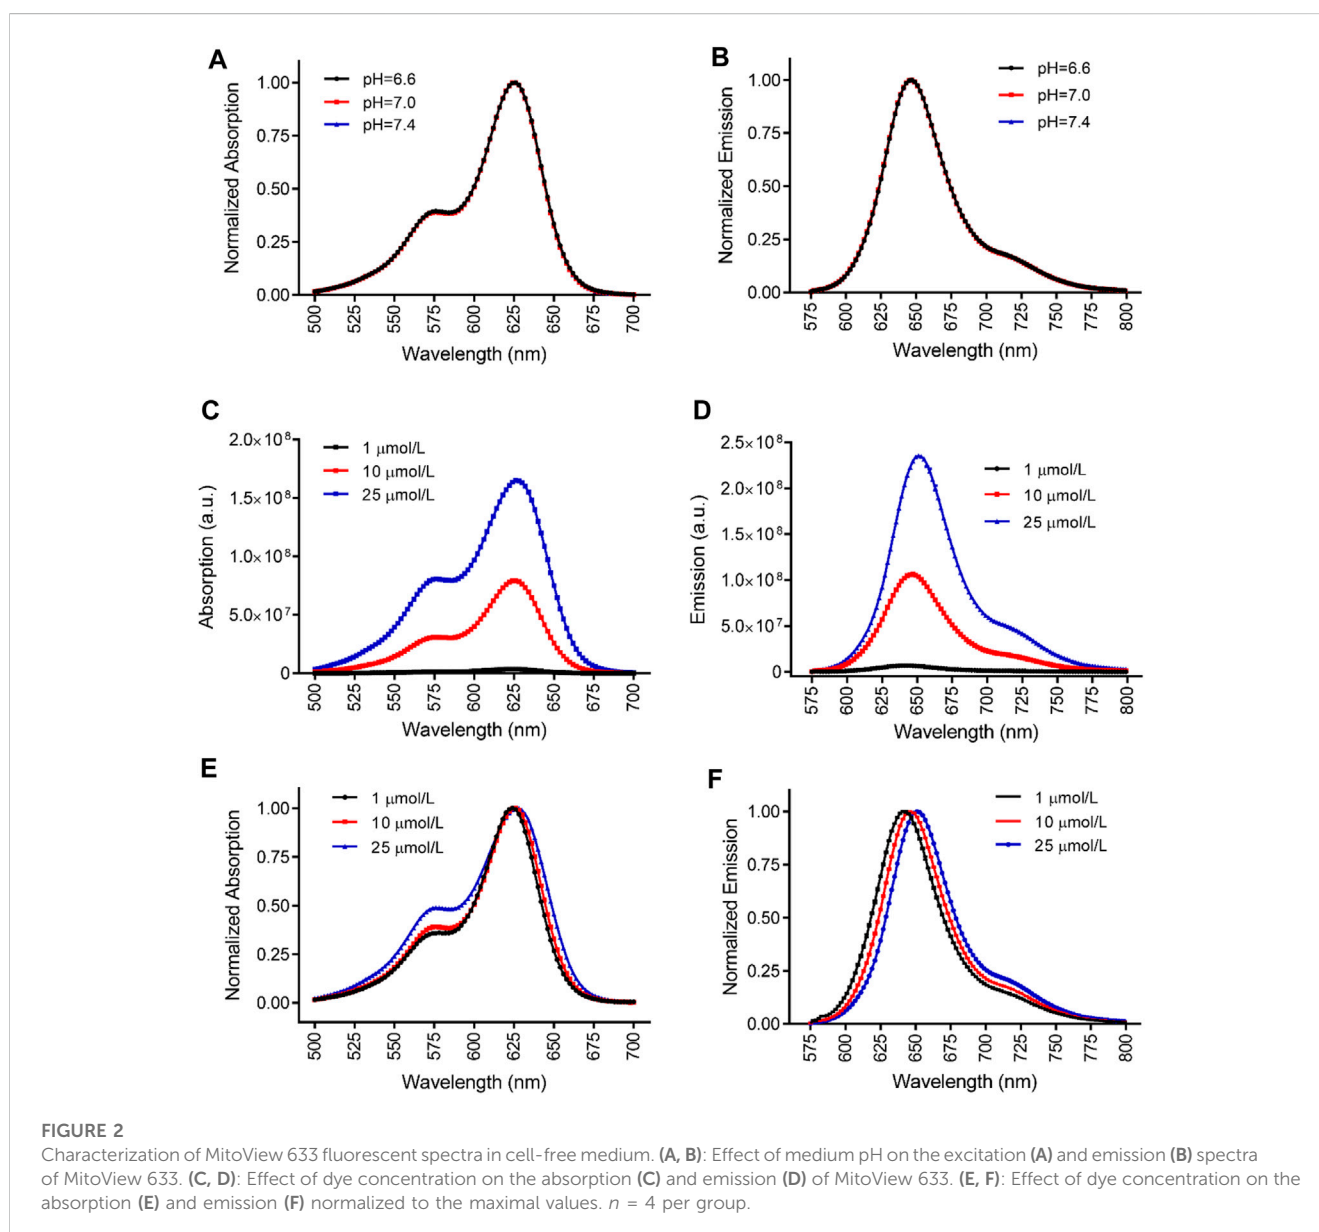 A
pH=6.6
pH=7.0
pH=7.4
Normalized Absorption
1.00
0.75
0.50
0.25
0.00
500
525
550
575
600
625
650
675
700
Wavelength (nm)
B
pH=6.6
pH=7.0
pH=7.4
Normalized Emission
1.00
0.75
0.50
0.25
0.00
575
600
625
650
675
700
725
750
775
800
Wavelength (nm)
C
1 μmol/L
10 μmol/L
25 μmol/L
Absorption (a.u.)
2.0×10⁸
1.5×10⁸
1.0×10⁸
5.0×10⁷
0
500
525
550
575
600
625
650
675
700
Wavelength (nm)
D
1 μmol/L
10 μmol/L
25 μmol/L
Emission (a.u.)
2.5×10⁸
2.0×10⁸
1.5×10⁸
1.0×10⁸
5.0×10⁷
0
575
600
625
650
675
700
725
750
775
800
Wavelength (nm)
E
1 μmol/L
10 μmol/L
25 μmol/L
Normalized Absorption
1.00
0.75
0.50
0.25
0.00
500
525
550
575
600
625
650
675
700
Wavelength (nm)
F
1 μmol/L
10 μmol/L
25 μmol/L
Normalized Emission
1.00
0.75
0.50
0.25
0.00
575
600
625
650
675
700
725
750
775
800
Wavelength (nm)
FIGURE 2
Characterization of MitoView 633 fluorescent spectra in cell-free medium. (A, B): Effect of medium pH on the excitation (A) and emission (B) spectra
of MitoView 633. (C, D): Effect of dye concentration on the absorption (C) and emission (D) of MitoView 633. (E, F): Effect of dye concentration on the
absorption (E) and emission (F) normalized to the maximal values. n = 4 per group.